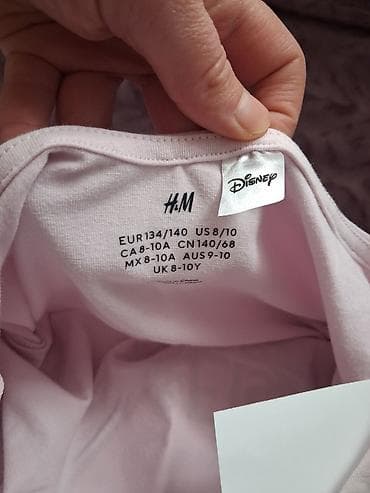 H&M
Disney
EUR 134/140 US 8/10
CA 8-10A CN 140/68
MX 8-10A AUS 9-10
UK 8-10Y